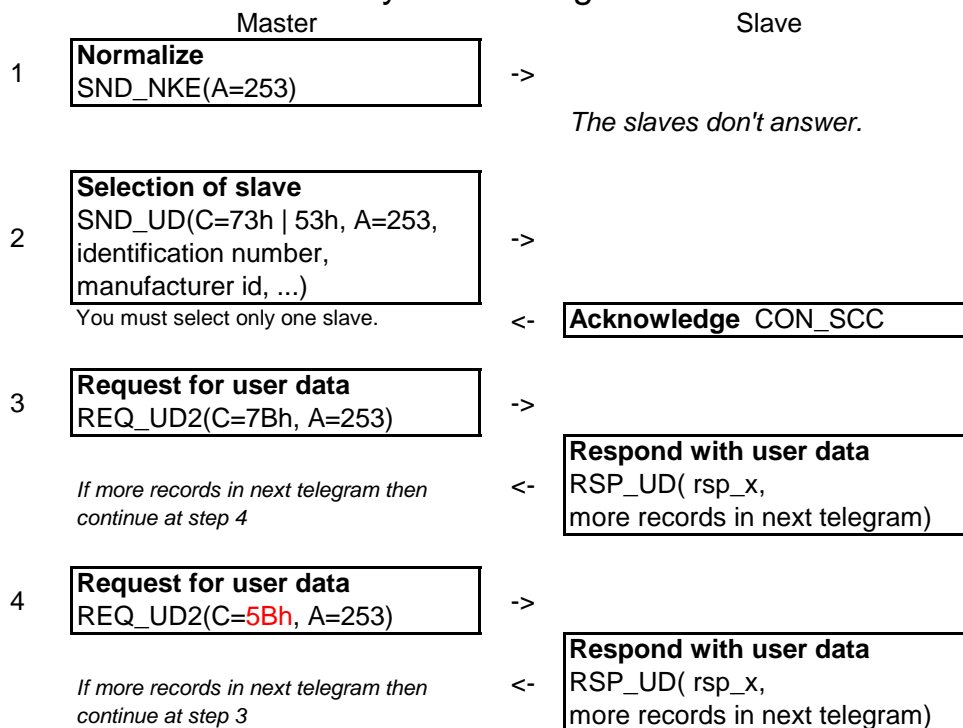 Master Slave
Normalize
1 ->
SND_NKE(A=253)
The slaves don't answer.
Selection of slave
SND_UD(C=73h | 53h, A=253,
2 ->
identification number,
manufacturer id, ...)
You must select only one slave. <- Acknowledge CON_SCC
Request for user data
3 ->
REQ_UD2(C=7Bh, A=253)
Respond with user data
If more records in next telegram then <- RSP_UD( rsp_x,
continue at step 4 more records in next telegram)
Request for user data
4 ->
REQ_UD2(C=5Bh, A=253)
Respond with user data
If more records in next telegram then <- RSP_UD( rsp_x,
continue at step 3 more records in next telegram)